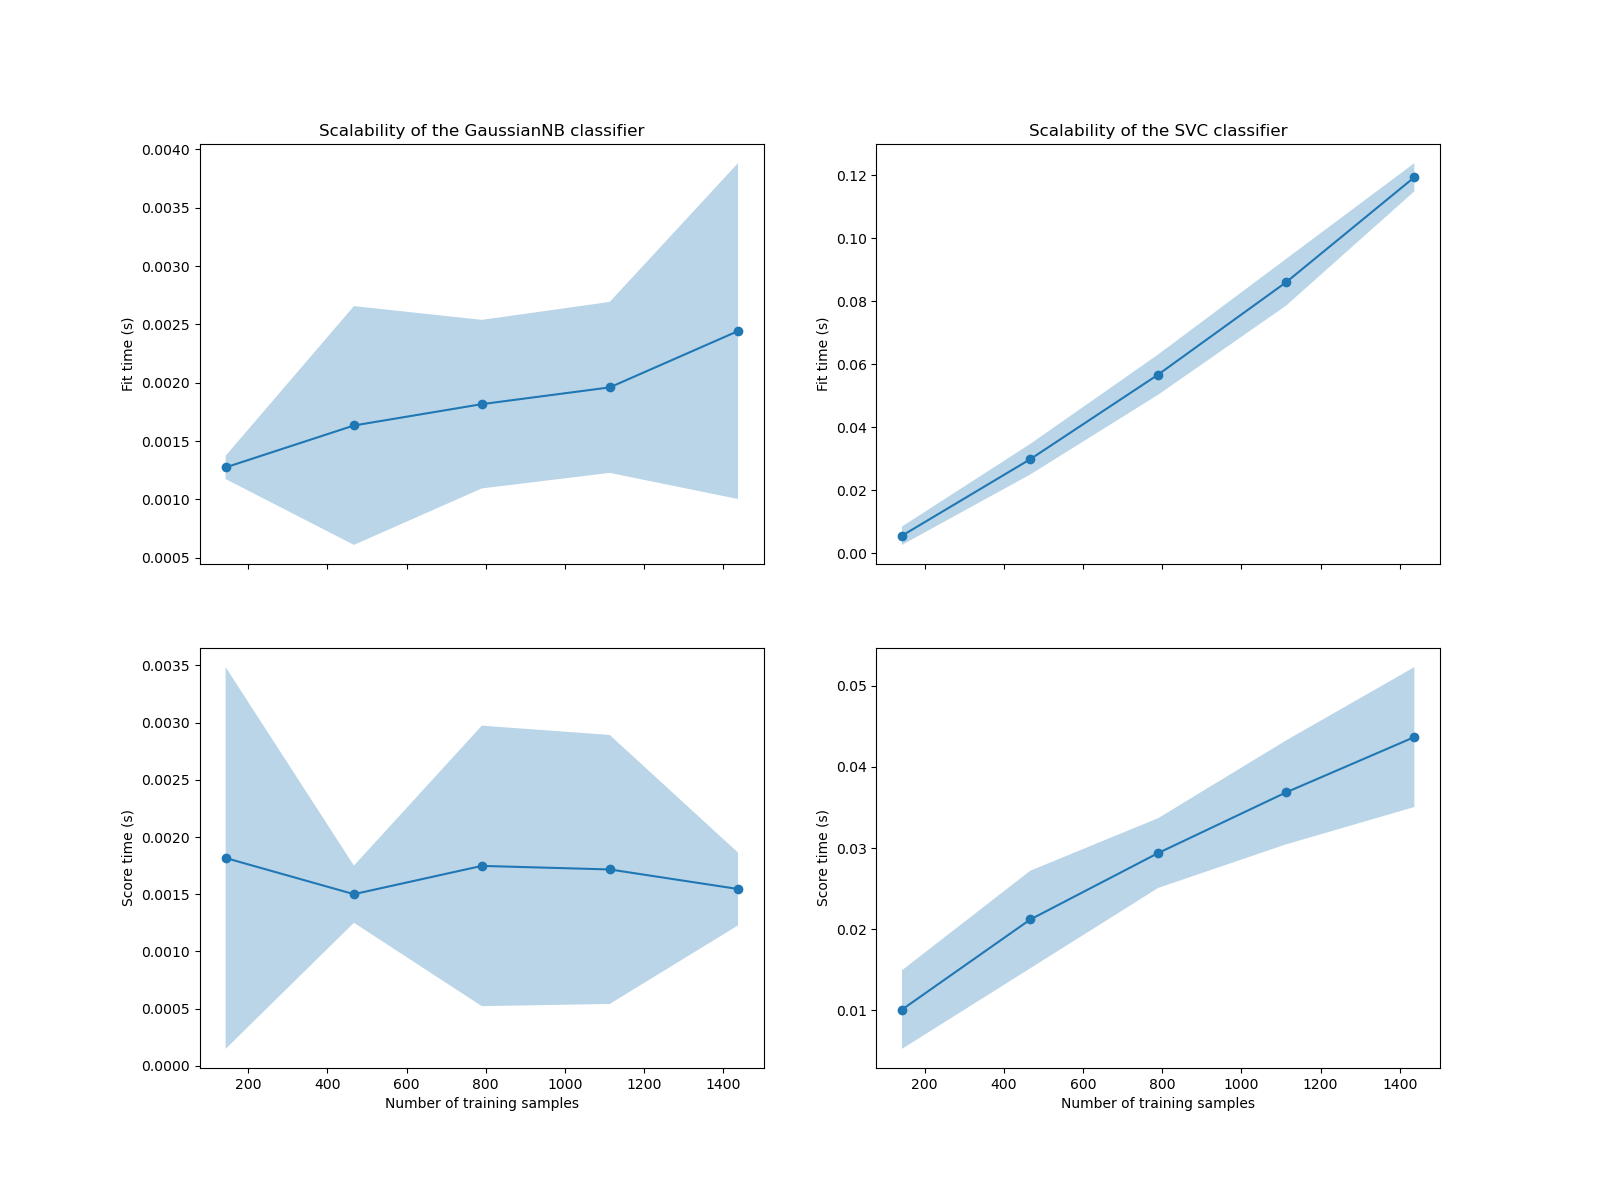 Scalability of the GaussianNB classifier
0.0040
0.0035
0.0030
0.0025
0.0020
0.0015
0.0010
0.0005
Fit time (s)
Scalability of the SVC classifier
0.12
0.10
0.08
0.06
0.04
0.02
0.00
Fit time (s)
0.0035
0.0030
0.0025
0.0020
0.0015
0.0010
0.0005
0.0000
Score time (s)
200 400 600 800 1000 1200 1400
Number of training samples
0.05
0.04
0.03
0.02
0.01
Score time (s)
200 400 600 800 1000 1200 1400
Number of training samples